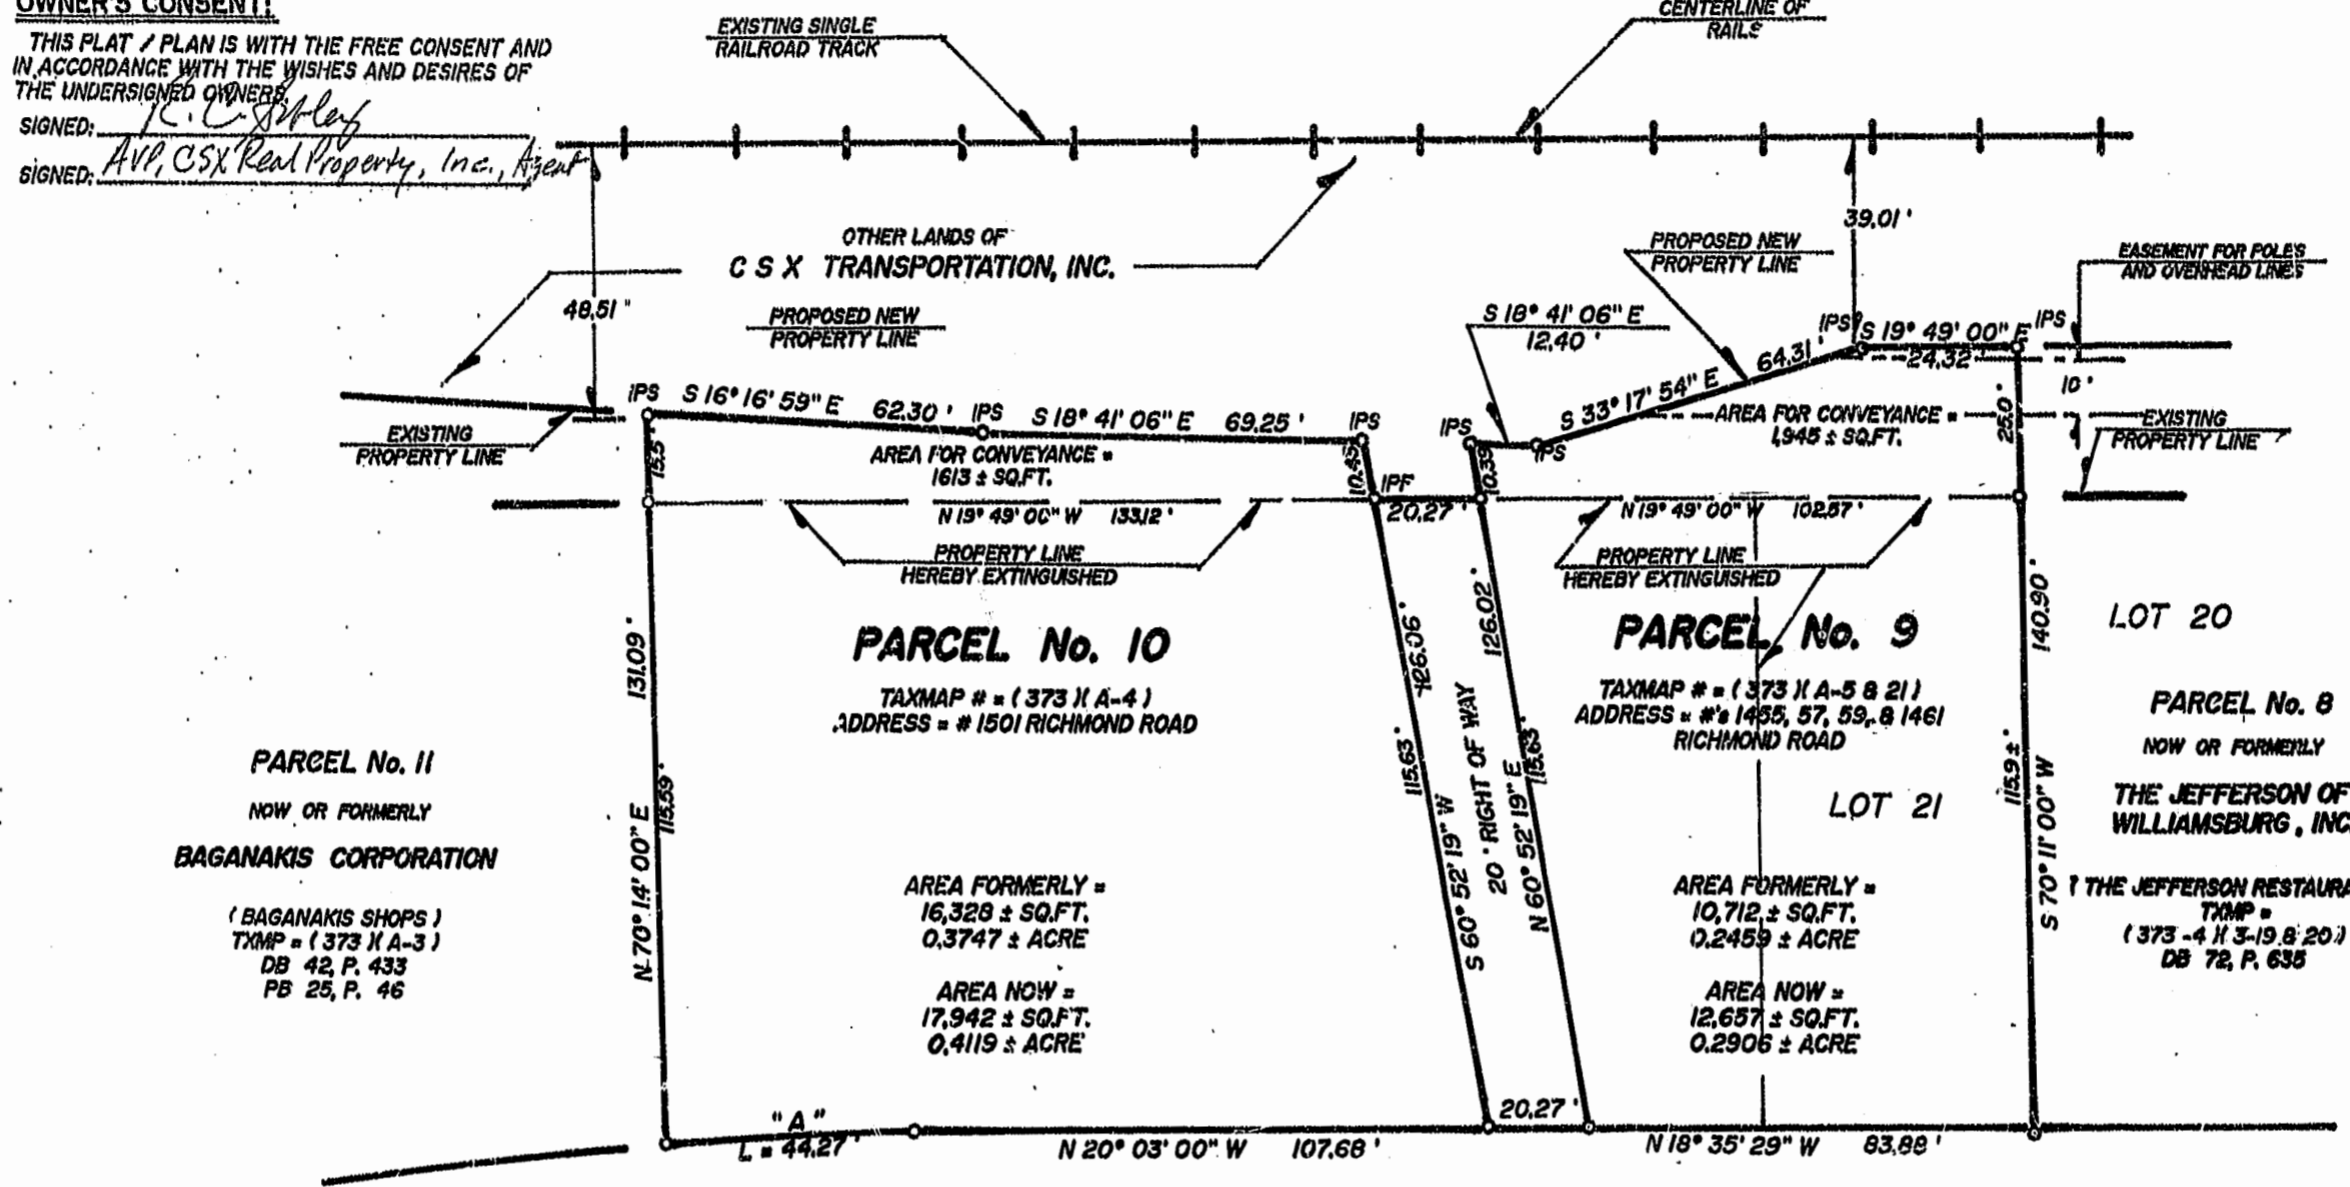 OWNER'S CONSENT:
THIS PLAT / PLAN IS WITH THE FREE CONSENT AND
IN ACCORDANCE WITH THE WISHES AND DESIRES OF
THE UNDERSIGNED OWNERS.
SIGNED:
SIGNED: AVP, CSX Real Property, Inc., Agent
EXISTING SINGLE
RAILROAD TRACK
CENTERLINE OF
RAILS
48.51 "
OTHER LANDS OF
C S X TRANSPORTATION, INC.
PROPOSED NEW
PROPERTY LINE
39.01 '
PROPOSED NEW
PROPERTY LINE
EASEMENT FOR POLES
AND OVERHEAD LINES
S 18° 41' 06" E
12.40 '
IPS
S 19° 49' 00" E
IPS
24.32 '
10 '
64.31 '
S 33° 17' 54" E
EXISTING
PROPERTY LINE
IPS
S 16° 16' 59" E 62.30 '
IPS
S 18° 41' 06" E 69.25 '
IPS
IPS
IPS
15.5 '
AREA FOR CONVEYANCE =
1613 ± SQ.FT.
10.45
IPF
20.27 '
10.39
AREA FOR CONVEYANCE =
1,945 ± SQ.FT.
25.0 '
EXISTING
PROPERTY LINE
N 19° 49' 00" W 133.12 '
N 19° 49' 00" W 102.57 '
PROPERTY LINE
HEREBY EXTINGUISHED
PROPERTY LINE
HEREBY EXTINGUISHED
131.09 '
115.59 '
N 70° 14' 00" E
PARCEL No. 10
TAXMAP # = ( 373 )( A-4 )
ADDRESS = # 1501 RICHMOND ROAD
126.06 '
115.63 '
S 60° 52' 19" W
20 ' RIGHT OF WAY
126.02 '
115.63 '
N 60° 52' 19" E
PARCEL No. 9
TAXMAP # = ( 373 )( A-5 & 21 )
ADDRESS = #'s 1455, 57, 59, & 1461
RICHMOND ROAD
LOT 21
140.90 '
115.9 ± '
S 70° 11' 00" W
LOT 20
PARCEL No. 8
NOW OR FORMERLY
THE JEFFERSON OF
WILLIAMSBURG, INC
THE JEFFERSON RESTAURA
TXMP =
( 373 -4 )( 3-19 & 20 )
DB 72, P. 635
PARCEL No. 11
NOW OR FORMERLY
BAGANAKIS CORPORATION
( BAGANAKIS SHOPS )
TXMP = ( 373 )( A-3 )
DB 42, P. 433
PB 25, P. 46
AREA FORMERLY =
16,328 ± SQ.FT.
0.3747 ± ACRE
AREA NOW =
17,942 ± SQ.FT.
0.4119 ± ACRE
AREA FORMERLY =
10,712 ± SQ.FT.
0.2459 ± ACRE
AREA NOW =
12,657 ± SQ.FT.
0.2906 ± ACRE
" A "
L = 44.27 '
N 20° 03' 00" W 107.68 '
20.27 '
N 18° 35' 29" W 83.88 '